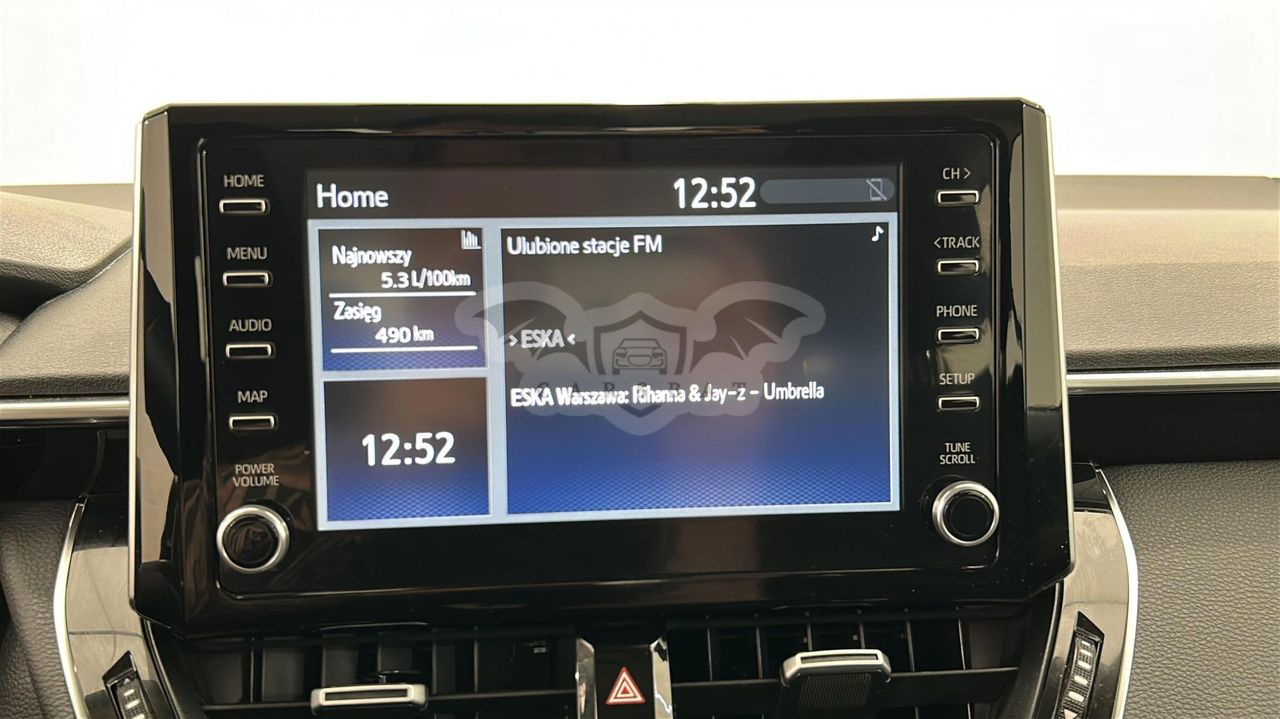 HOME
MENU
AUDIO
MAP
POWER
VOLUME
Home
12:52
Najnowszy
5.3 L/100km
Zasięg
490 km
12:52
Ulubione stacje FM
> ESKA <
ESKA Warszawa: Rihanna & Jay-z - Umbrella
CH >
< TRACK
PHONE
SETUP
TUNE
SCROLL